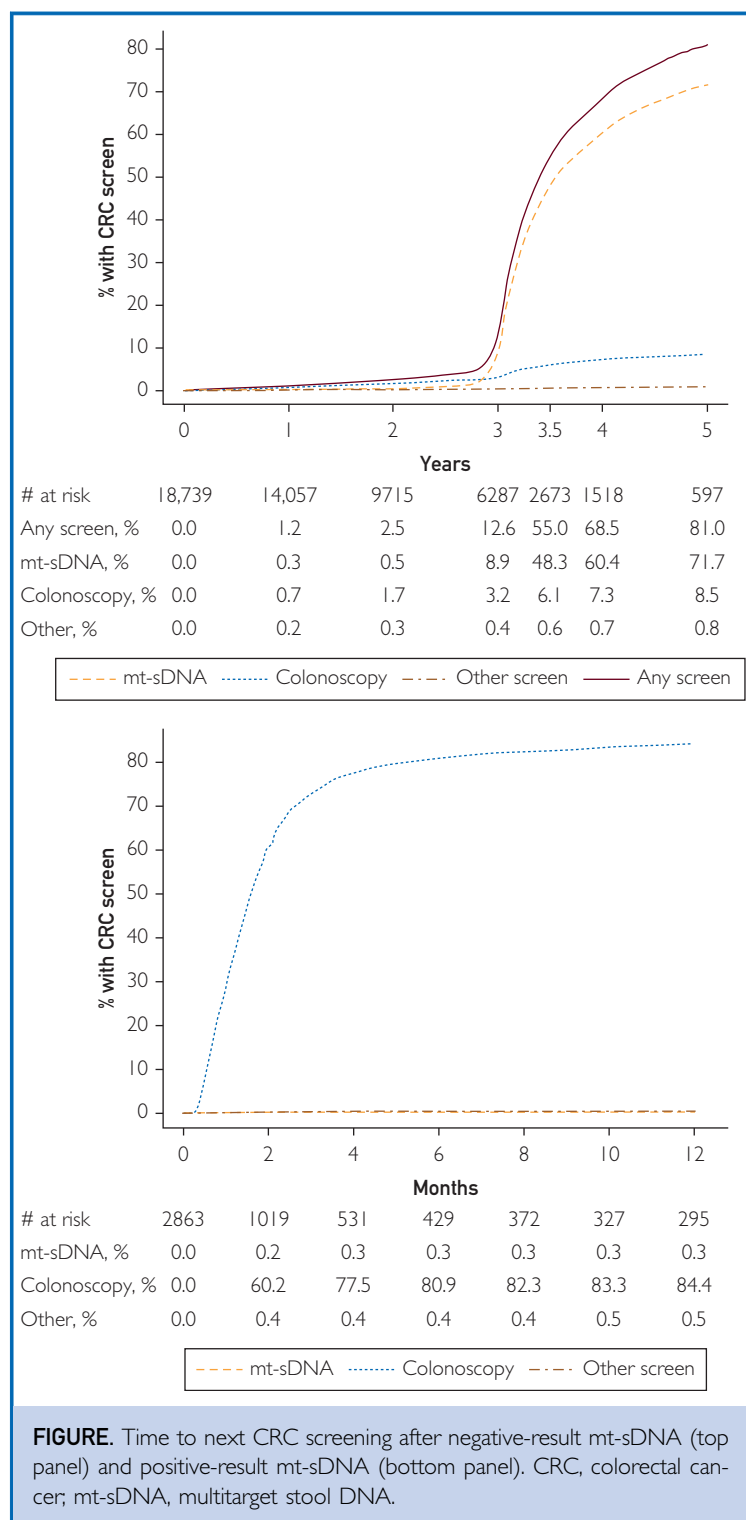 80
70
60
50
40
30
20
10
0
% with CRC screen
0 1 2 3 3.5 4 5
Years
# at risk 18,739 14,057 9715 6287 2673 1518 597
Any screen, % 0.0 1.2 2.5 12.6 55.0 68.5 81.0
mt-sDNA, % 0.0 0.3 0.5 8.9 48.3 60.4 71.7
Colonoscopy, % 0.0 0.7 1.7 3.2 6.1 7.3 8.5
Other, % 0.0 0.2 0.3 0.4 0.6 0.7 0.8
mt-sDNA Colonoscopy Other screen Any screen
80
70
60
50
40
30
20
10
0
% with CRC screen
0 2 4 6 8 10 12
Months
# at risk 2863 1019 531 429 372 327 295
mt-sDNA, % 0.0 0.2 0.3 0.3 0.3 0.3 0.3
Colonoscopy, % 0.0 60.2 77.5 80.9 82.3 83.3 84.4
Other, % 0.0 0.4 0.4 0.4 0.4 0.5 0.5
mt-sDNA Colonoscopy Other screen
FIGURE. Time to next CRC screening after negative-result mt-sDNA (top
panel) and positive-result mt-sDNA (bottom panel). CRC, colorectal can-
cer; mt-sDNA, multitarget stool DNA.